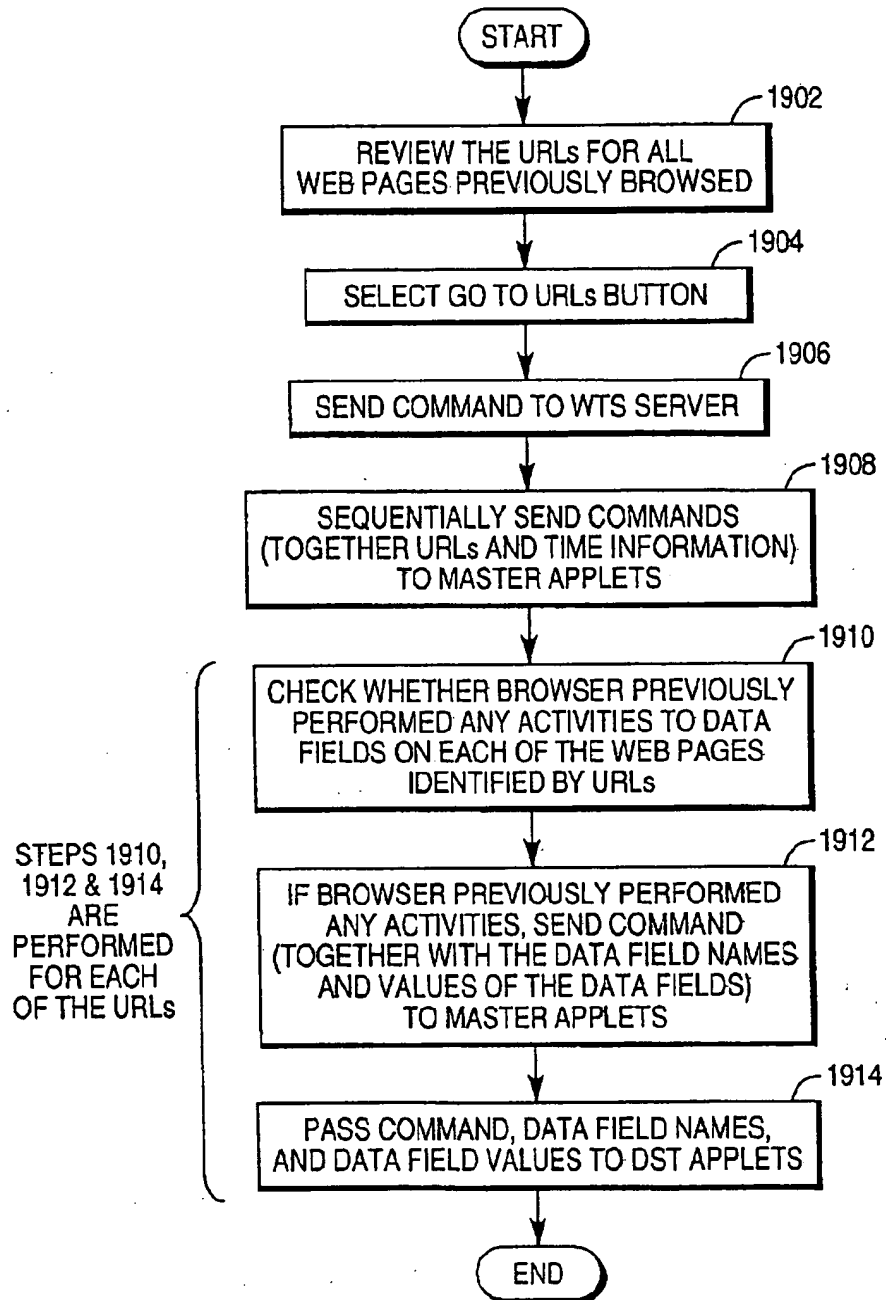 START
1902
REVIEW THE URLs FOR ALL
WEB PAGES PREVIOUSLY BROWSED
1904
SELECT GO TO URLs BUTTON
1906
SEND COMMAND TO WTS SERVER
1908
SEQUENTIALLY SEND COMMANDS
(TOGETHER URLs AND TIME INFORMATION)
TO MASTER APPLETS
1910
CHECK WHETHER BROWSER PREVIOUSLY
PERFORMED ANY ACTIVITIES TO DATA
FIELDS ON EACH OF THE WEB PAGES
IDENTIFIED BY URLs
STEPS 1910,
1912 & 1914
ARE
PERFORMED
FOR EACH
OF THE URLs
1912
IF BROWSER PREVIOUSLY PERFORMED
ANY ACTIVITIES, SEND COMMAND
(TOGETHER WITH THE DATA FIELD NAMES
AND VALUES OF THE DATA FIELDS)
TO MASTER APPLETS
1914
PASS COMMAND, DATA FIELD NAMES,
AND DATA FIELD VALUES TO DST APPLETS
END